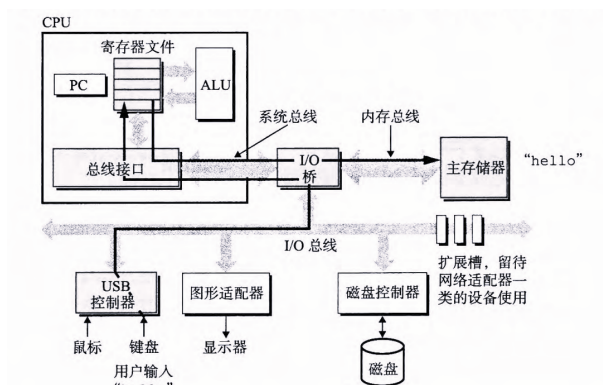 CPU
寄存器文件
PC
ALU
系统总线
内存总线
总线接口
I/O
桥
主存储器
“hello”
I/O 总线
扩展槽，留待
网络适配器一
类的设备使用
USB
控制器
图形适配器
磁盘控制器
鼠标
键盘
显示器
磁盘
用户输入